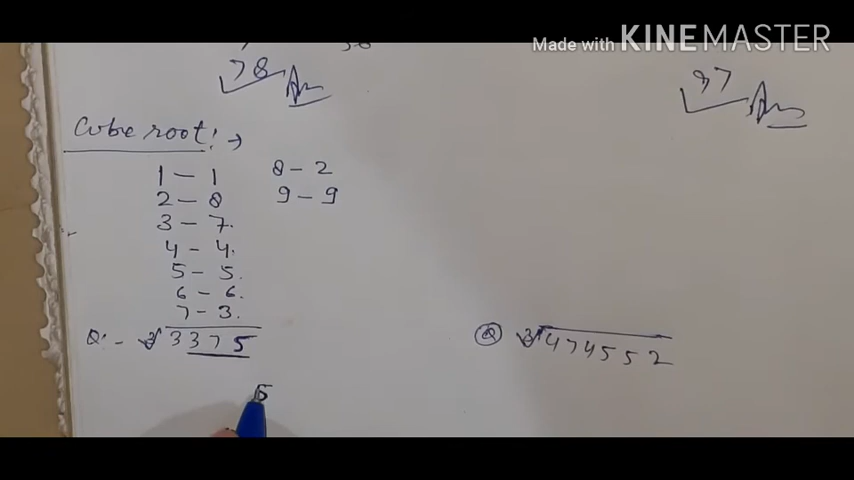 Made with KINEMASTER
78 Ans
97 Ans
Cube root! →
1 – 1
2 – 8
3 – 7.
4 – 4.
5 – 5.
6 – 6.
7 – 3.
8 – 2
9 – 9
Q. – ∛3375
5
Q ∛474552